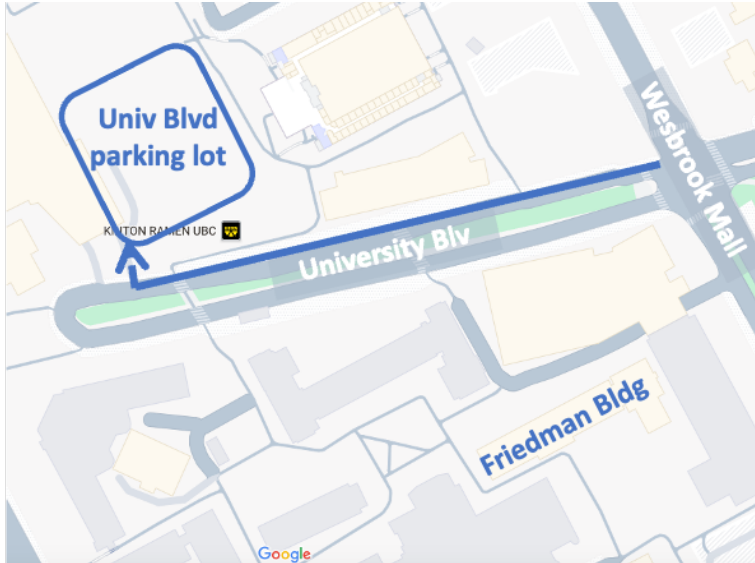 Univ Blvd
parking lot
KINTON RAMEN UBC
Wesbrook Mall
University Blv
Friedman Bldg
Google